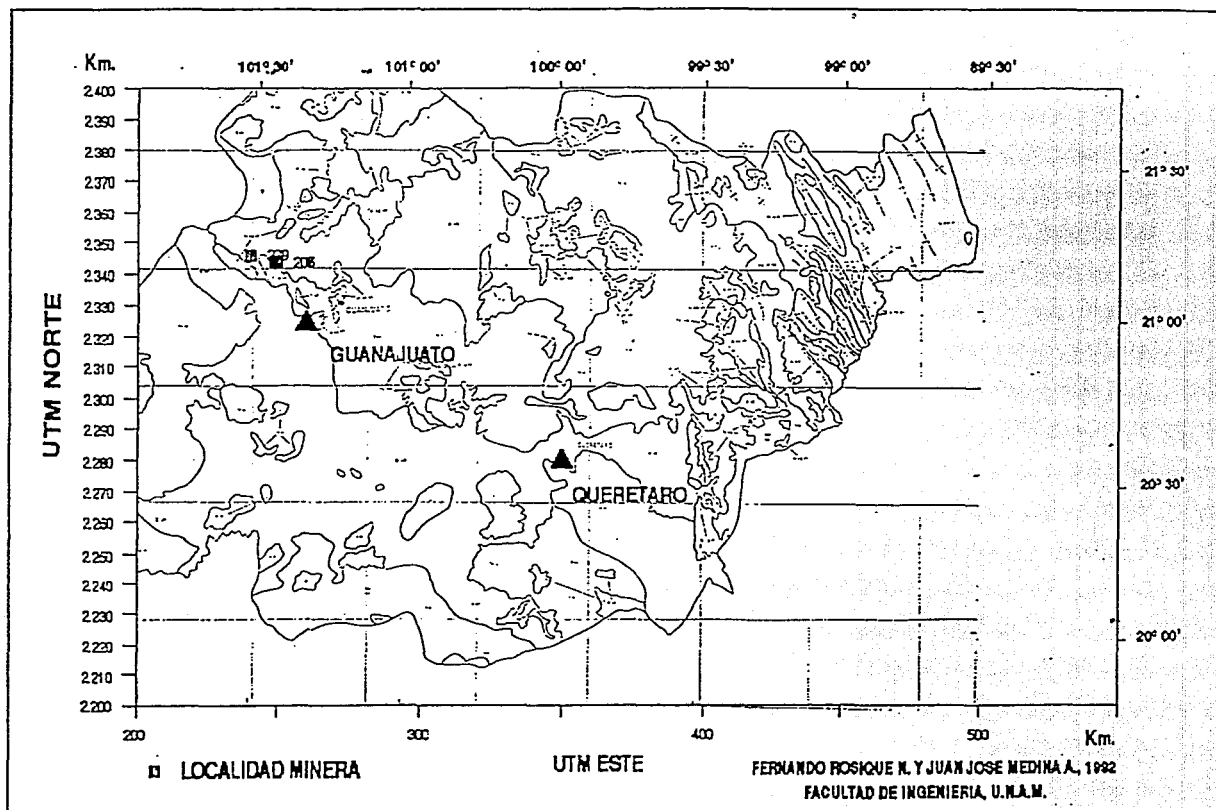 Km. 101° 30' 101° 00' 100° 00' 99° 30' 99° 00' 89° 30'
2.400
2.390
2.380
2.370
21° 30'
2.360
2.350
229
206
2.340
2.330
21° 00'
2.320
GUANAJUATO
2.310
2.300
2.290
2.280
2.270
QUERETARO
20° 30'
2.260
2.250
2.240
2.230
20° 00'
2.220
2.210
2.200
UTM NORTE
200 300 400 500
Km.
LOCALIDAD MINERA
UTM ESTE
FERNANDO ROSIQUE N. Y JUAN JOSE MEDINA A., 1992
FACULTAD DE INGENIERIA, U.N.A.M.